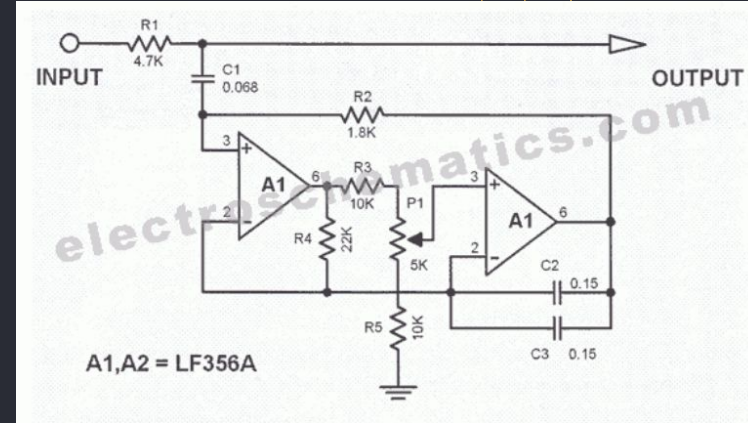 R1
4.7K
INPUT
C1
0.068
OUTPUT
R2
1.8K
electroschematics.com
3
+
A1
2
-
6
R3
10K
P1
5K
R4
22K
3
+
A1
2
-
6
C2
0.15
R5
10K
C3
0.15
A1,A2 = LF356A